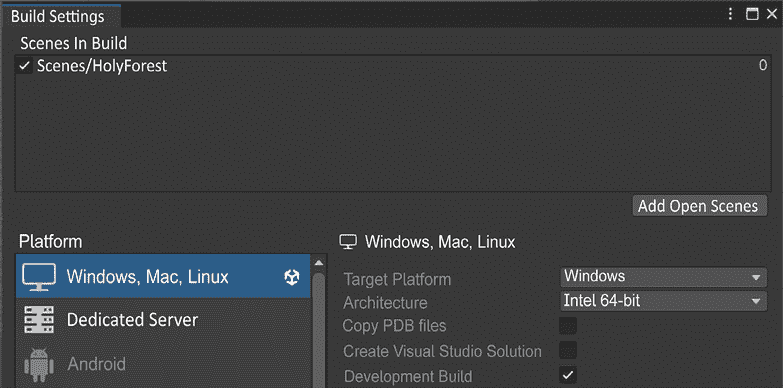 Build Settings
Scenes In Build
Scenes/HolyForest 0
Add Open Scenes
Platform
Windows, Mac, Linux
Dedicated Server
Android
Windows, Mac, Linux
Target Platform Windows
Architecture Intel 64-bit
Copy PDB files
Create Visual Studio Solution
Development Build